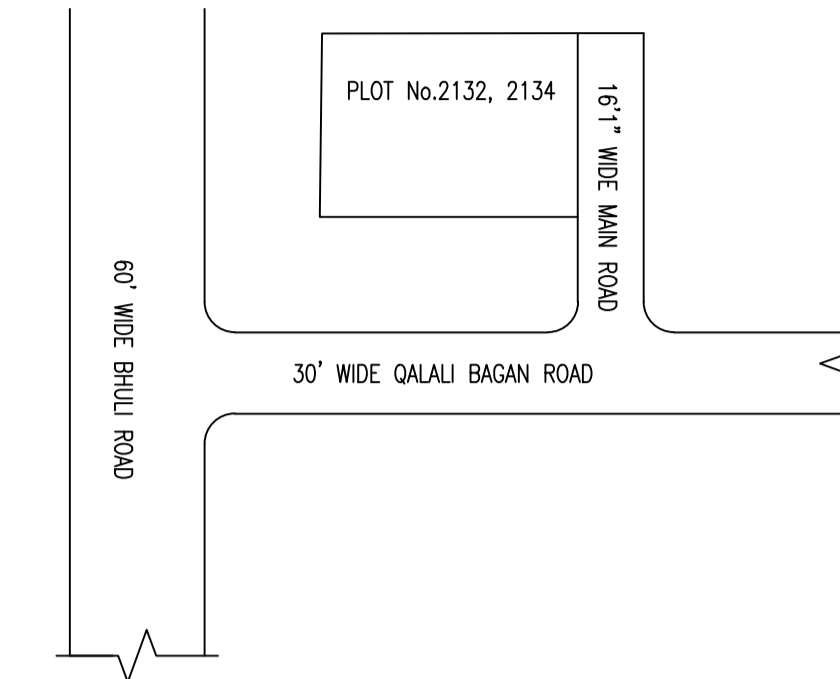 PLOT No.2132, 2134
16'1" WIDE MAIN ROAD
60' WIDE BHULI ROAD
30' WIDE QALALI BAGAN ROAD